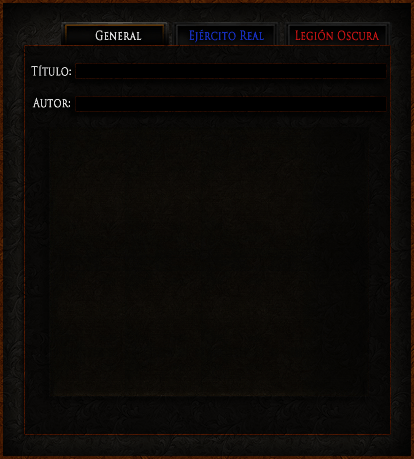 General
Ejército Real
Legión Oscura
Título:
Autor: